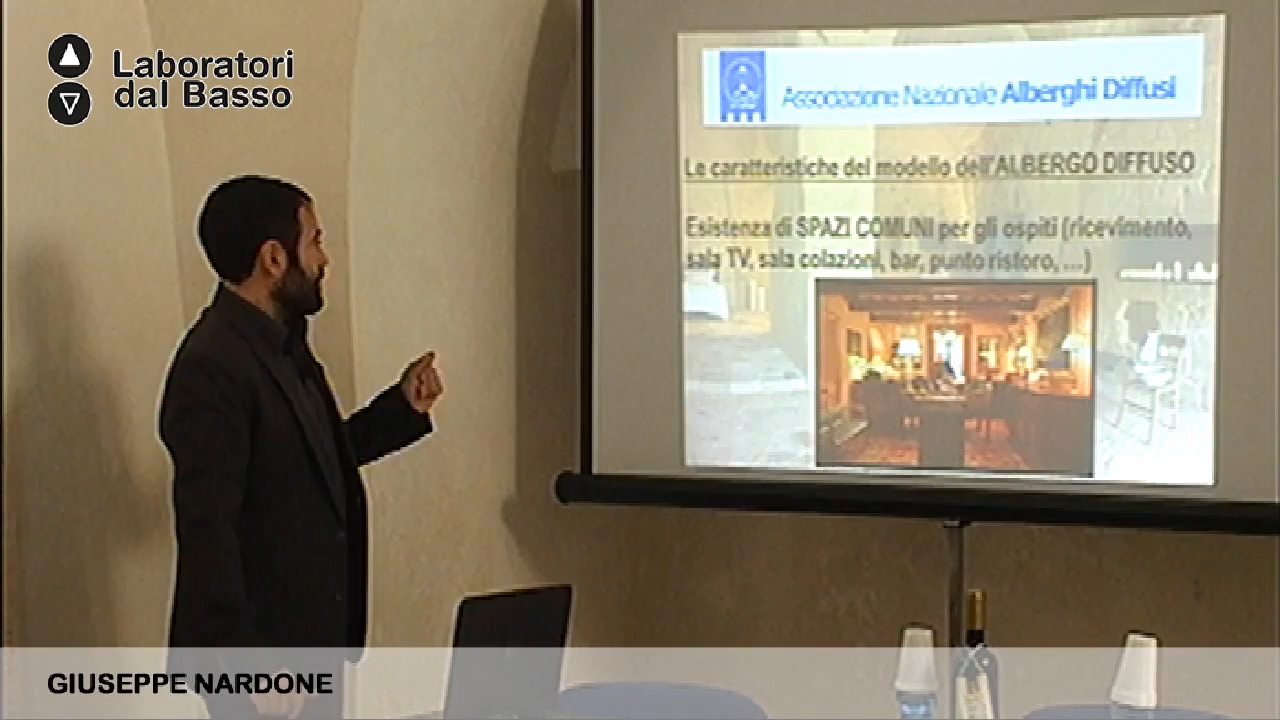 Laboratori
dal Basso
Associazione Nazionale Alberghi Diffusi
Le caratteristiche del modello dell'ALBERGO DIFFUSO
Esistenza di SPAZI COMUNI per gli ospiti (ricevimento,
sala TV, sala colazioni, bar, punto ristoro, ...)
GIUSEPPE NARDONE